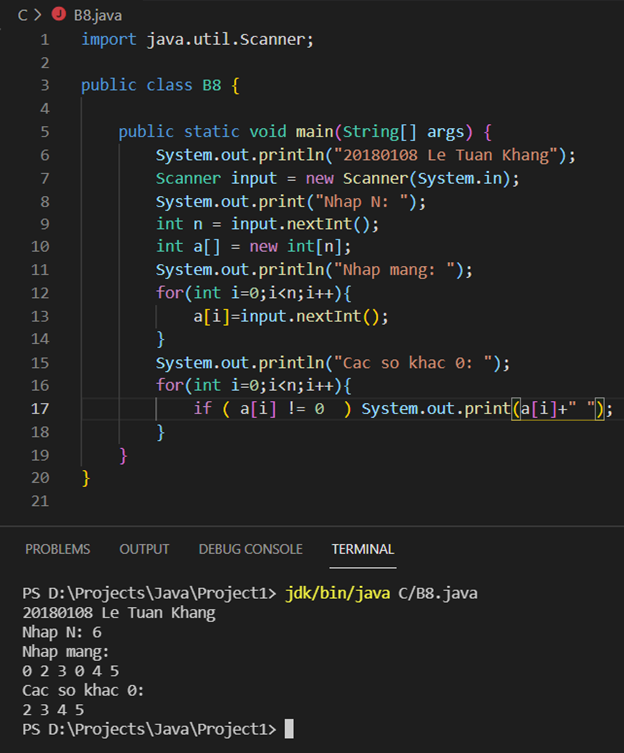 C > J B8.java
1 import java.util.Scanner;
2
3 public class B8 {
4
5 public static void main(String[] args) {
6 System.out.println("20180108 Le Tuan Khang");
7 Scanner input = new Scanner(System.in);
8 System.out.print("Nhap N: ");
9 int n = input.nextInt();
10 int a[] = new int[n];
11 System.out.println("Nhap mang: ");
12 for(int i=0;i<n;i++){
13 a[i]=input.nextInt();
14 }
15 System.out.println("Cac so khac 0: ");
16 for(int i=0;i<n;i++){
17 if ( a[i] != 0  ) System.out.print(a[i]+" ");
18 }
19 }
20 }
21
PROBLEMS OUTPUT DEBUG CONSOLE TERMINAL
PS D:\Projects\Java\Project1> jdk/bin/java C/B8.java
20180108 Le Tuan Khang
Nhap N: 6
Nhap mang:
0 2 3 0 4 5
Cac so khac 0:
2 3 4 5
PS D:\Projects\Java\Project1>